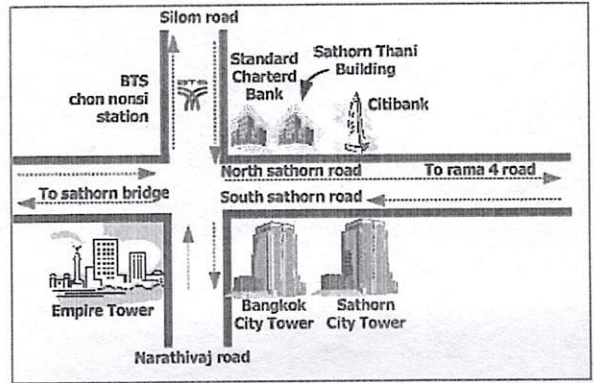 Silom road
BTS
chon nonsi
station
BTS
Standard
Charterd
Bank
Sathorn Thani
Building
Citibank
North sathorn road
To rama 4 road
To sathorn bridge
South sathorn road
Empire Tower
Bangkok
City Tower
Sathorn
City Tower
Narathivaj road